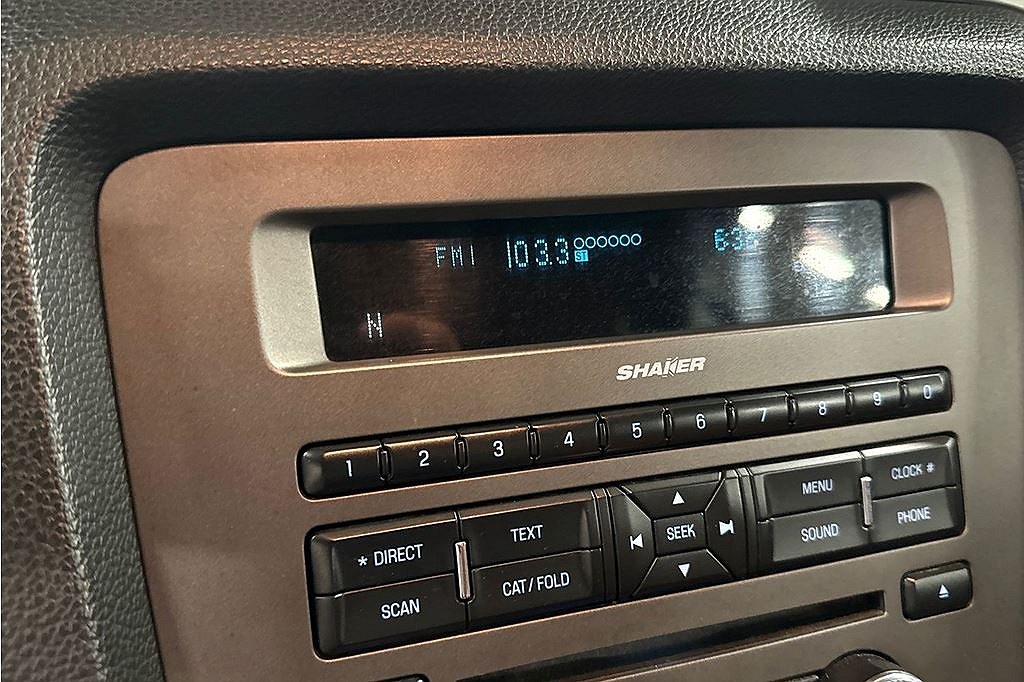 FM1 103.3 ST
N
SHAKER
1 2 3 4 5 6 7 8 9 0
* DIRECT TEXT SEEK MENU CLOCK #
SCAN CAT/FOLD SOUND PHONE